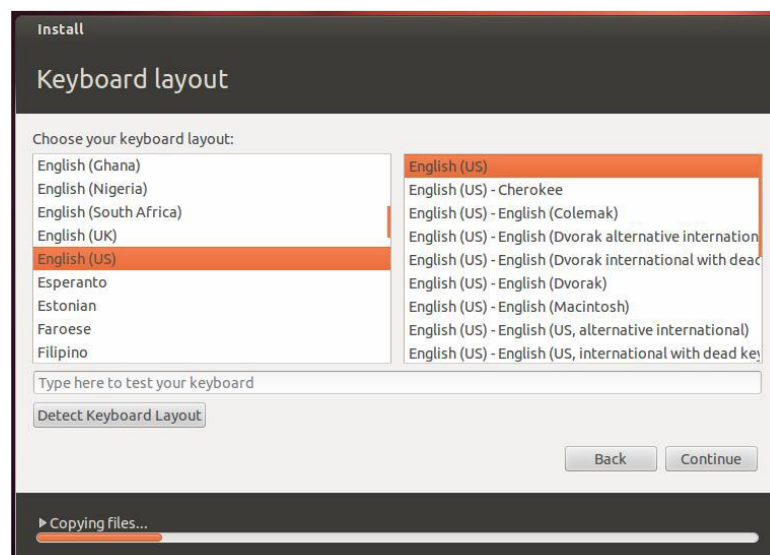 Install
Keyboard layout
Choose your keyboard layout:
English (Ghana)
English (Nigeria)
English (South Africa)
English (UK)
English (US)
Esperanto
Estonian
Faroese
Filipino
English (US)
English (US) - Cherokee
English (US) - English (Colemak)
English (US) - English (Dvorak alternative internation
English (US) - English (Dvorak international with dead
English (US) - English (Dvorak)
English (US) - English (Macintosh)
English (US) - English (US, alternative international)
English (US) - English (US, international with dead key
Type here to test your keyboard
Detect Keyboard Layout
Back Continue
Copying files...